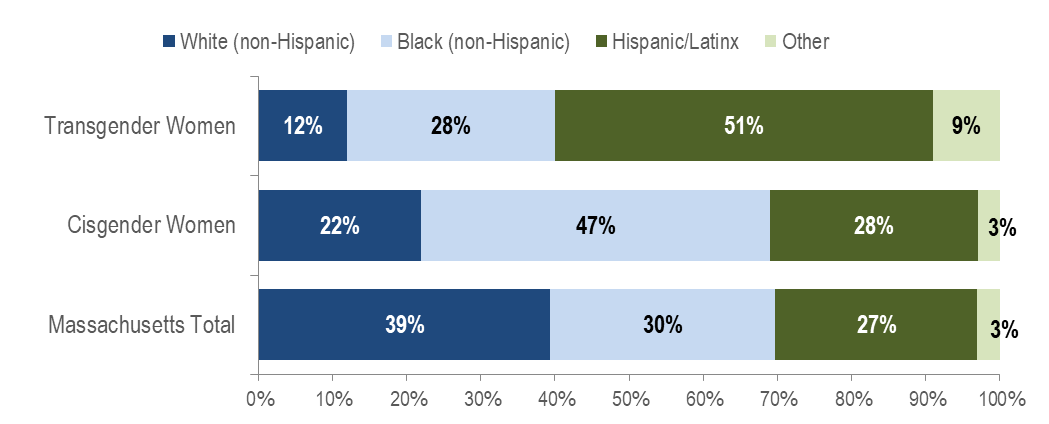 White (non-Hispanic) Black (non-Hispanic) Hispanic/Latinx Other
Transgender Women 12% 28% 51% 9%
Cisgender Women 22% 47% 28% 3%
Massachusetts Total 39% 30% 27% 3%
0% 10% 20% 30% 40% 50% 60% 70% 80% 90% 100%